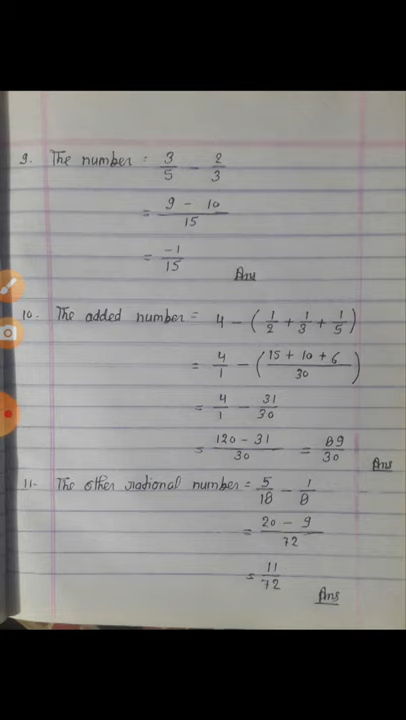 9. The number = 3/5 - 2/3
= 9 - 10/15
= -1/15
Ans
10. The added number = 4 - (1/2 + 1/3 + 1/5)
= 4/1 - (15 + 10 + 6/30)
= 4/1 - 31/30
= 120 - 31/30 = 89/30
Ans
11. The other rational number = 5/18 - 1/8
= 20 - 9/72
= 11/72
Ans